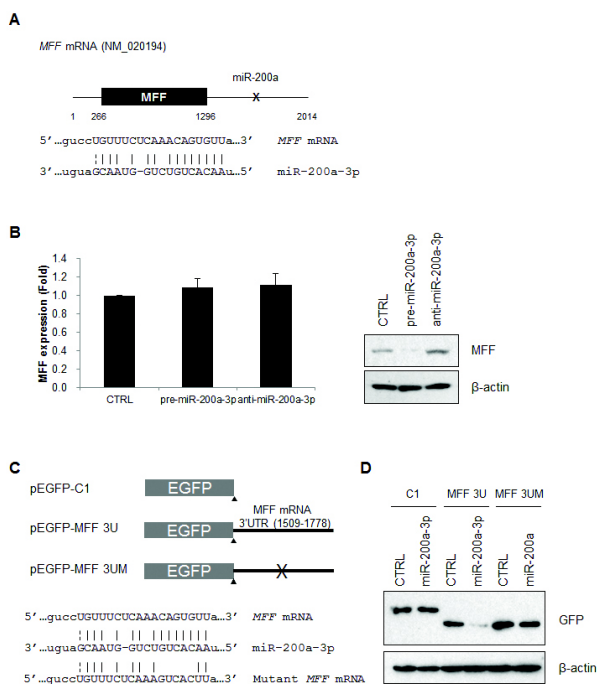 A
MFF mRNA (NM_020194)
miR-200a
MFF
X
1 266 1296 2014
5’…guccUGUUUCUCAAACAGUGUUa…3’ MFF mRNA
3’…uguaGCAAUG-GUCUGUCACAAu…5’ miR-200a-3p
B
MFF expression (Fold)
1.4
1.2
1.0
0.8
0.6
0.4
0.2
0.0
CTRL pre-miR-200a-3p anti-miR-200a-3p
CTRL
pre-miR-200a-3p
anti-miR-200a-3p
MFF
β-actin
C
pEGFP-C1 EGFP
MFF mRNA
3’UTR (1509-1778)
pEGFP-MFF 3U EGFP
pEGFP-MFF 3UM EGFP X
5’…guccUGUUUCUCAAACAGUGUUa…3’ MFF mRNA
3’…uguaGCAAUG-GUCUGUCACAAu…5’ miR-200a-3p
5’…guccUGUUUCUCAAAGUCACUUa…3’ Mutant MFF mRNA
D
C1 MFF 3U MFF 3UM
CTRL
miR-200a-3p
CTRL
miR-200a-3p
CTRL
miR-200a
GFP
β-actin